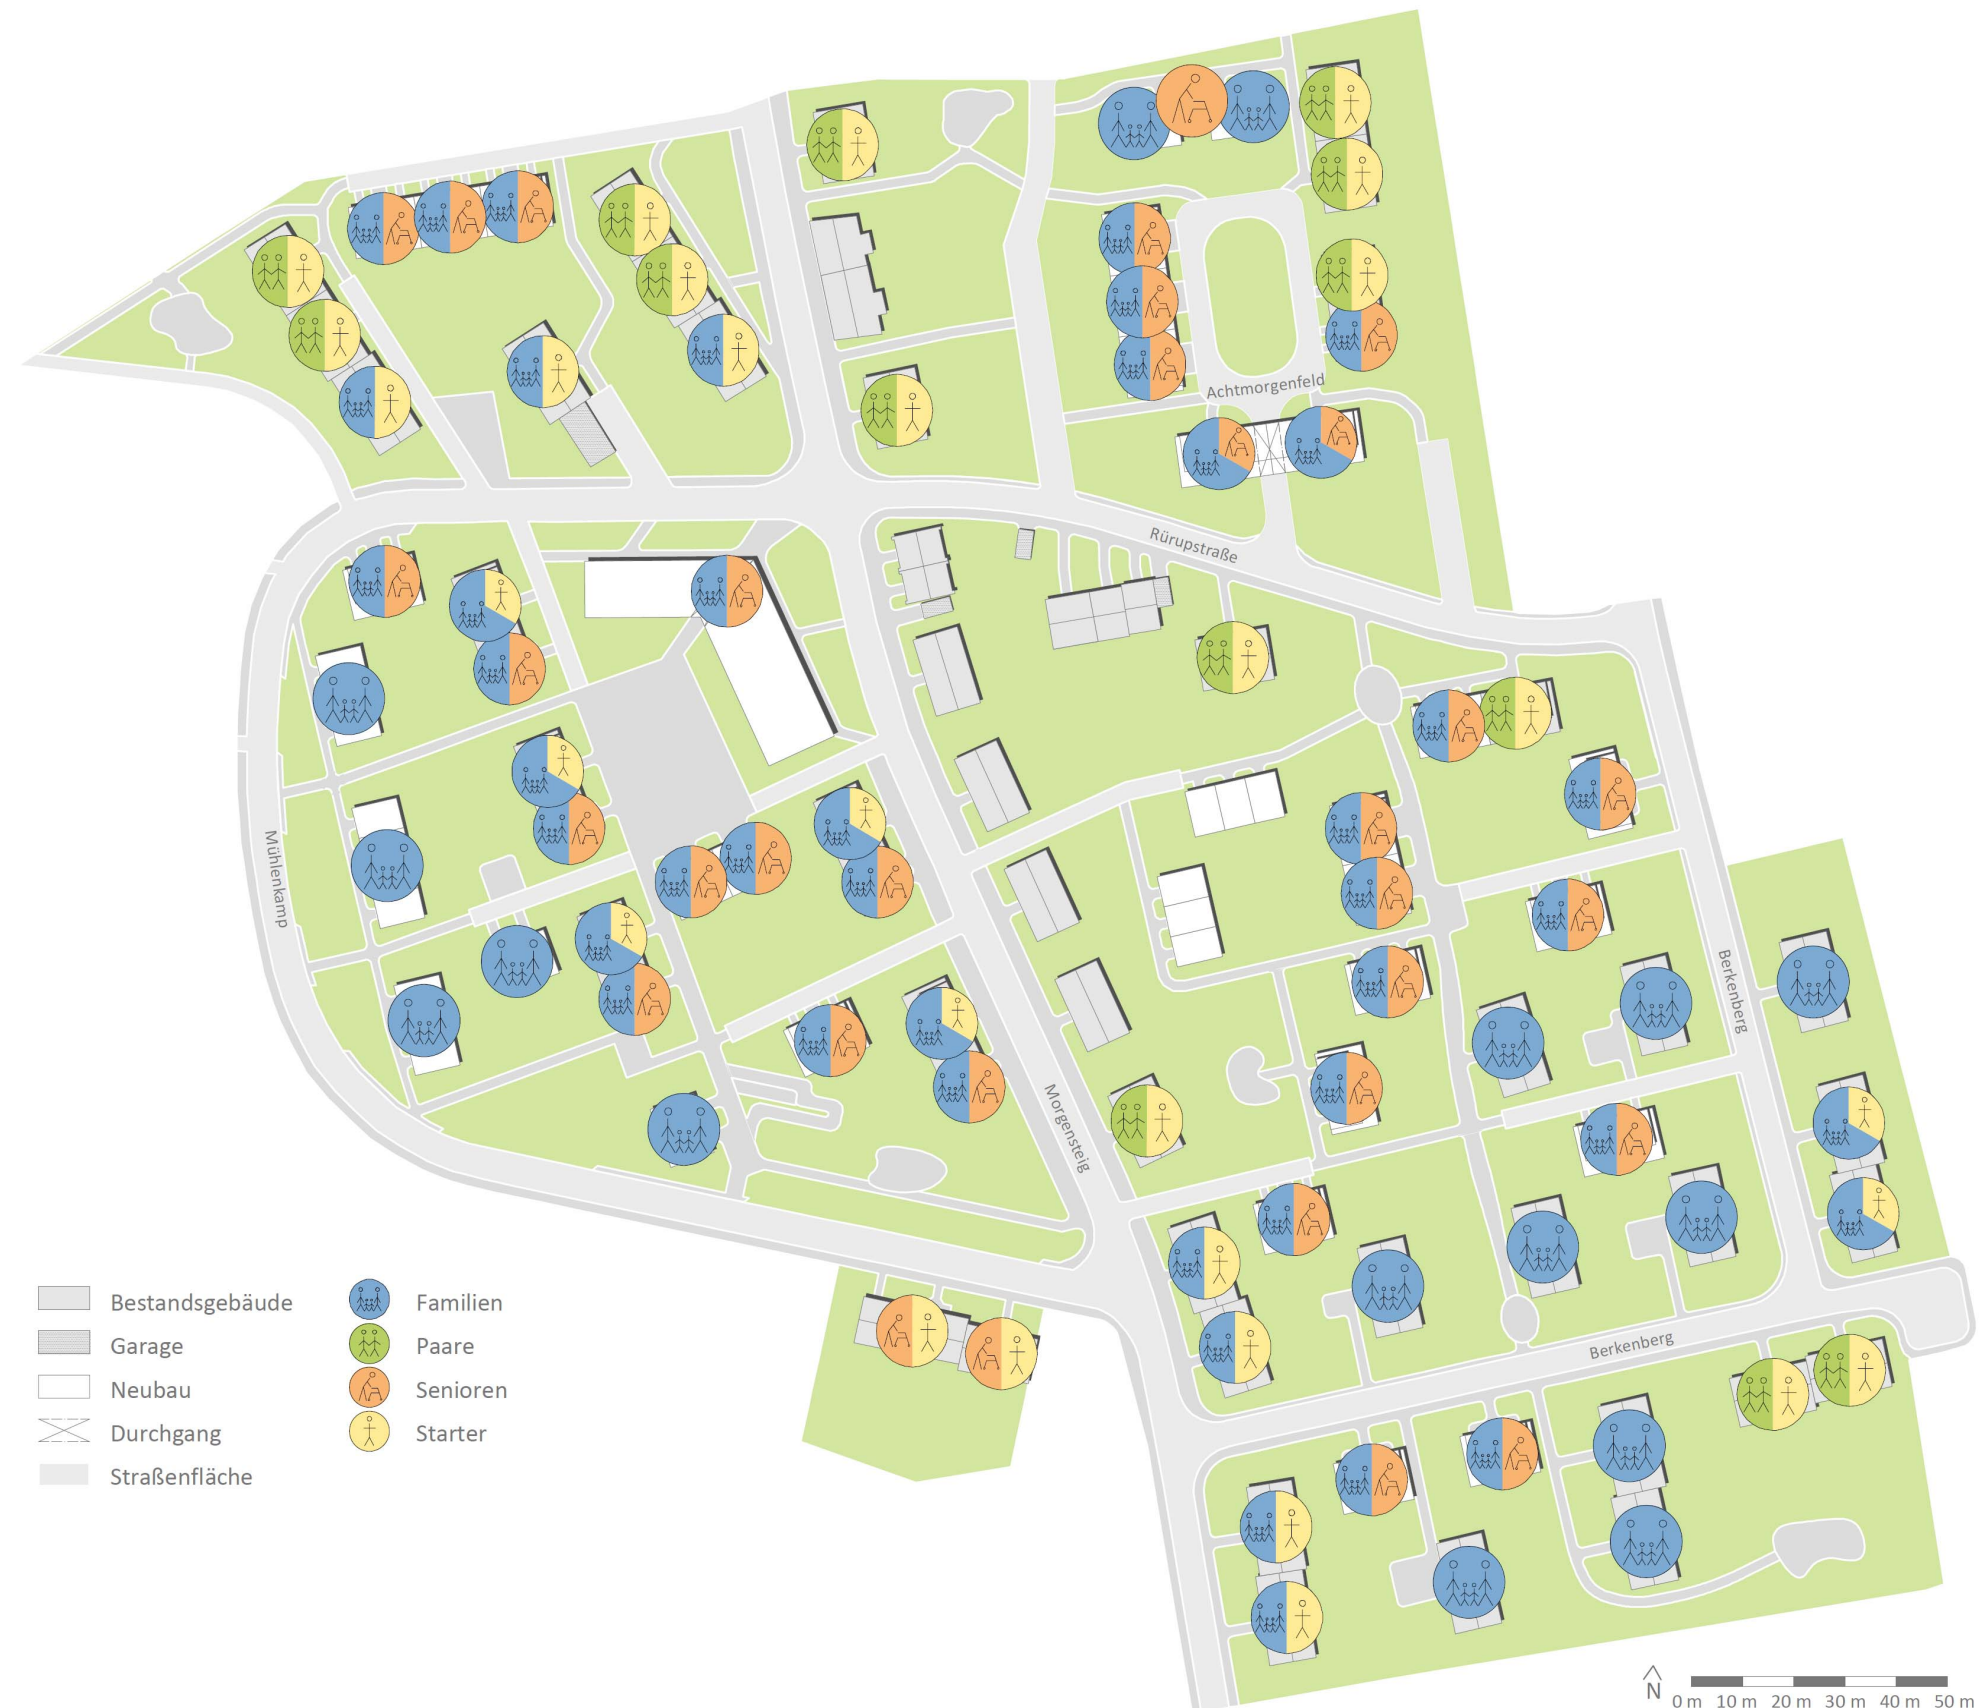 Achtmorgenfeld
Rürupstraße
Mühlenkamp
Berkenberg
Morgensteig
Berkenberg
Bestandsgebäude
Garage
Neubau
Durchgang
Straßenfläche
Familien
Paare
Senioren
Starter
N
0 m 10 m 20 m 30 m 40 m 50 m